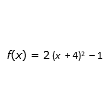 f(x) = 2 (x + 4)² − 1